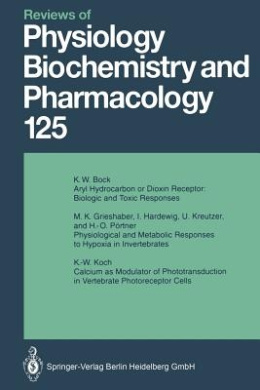 Reviews of
Physiology
Biochemistry and
Pharmacology
125
K. W. Bock
Aryl Hydrocarbon or Dioxin Receptor:
Biologic and Toxic Responses
M. K. Grieshaber, I. Hardewig, U. Kreutzer,
and H.-O. Pörtner
Physiological and Metabolic Responses
to Hypoxia in Invertebrates
K.-W. Koch
Calcium as Modulator of Phototransduction
in Vertebrate Photoreceptor Cells
Springer-Verlag Berlin Heidelberg GmbH